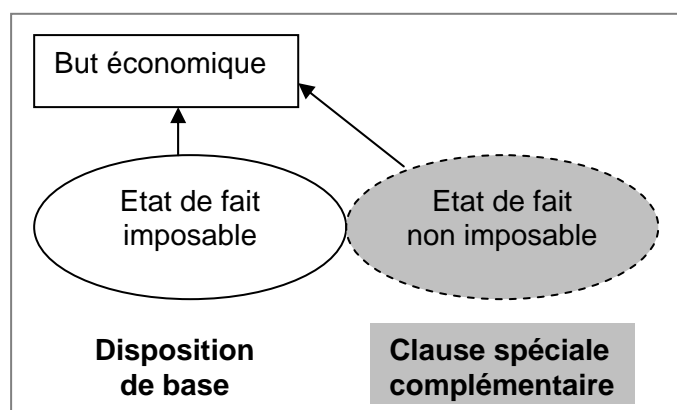 But économique
Etat de fait
imposable
Etat de fait
non imposable
Disposition
de base
Clause spéciale
complémentaire